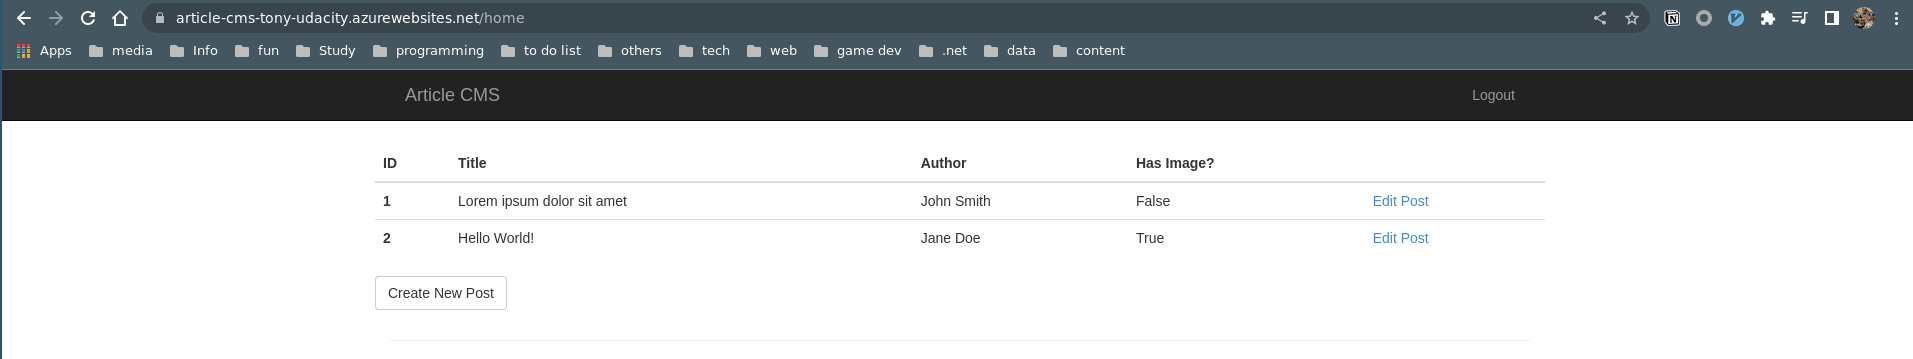 article-cms-tony-udacity.azurewebsites.net/home
Apps media Info fun Study programming to do list others tech web game dev .net data content
Article CMS Logout
ID Title Author Has Image?
1 Lorem ipsum dolor sit amet John Smith False Edit Post
2 Hello World! Jane Doe True Edit Post
Create New Post